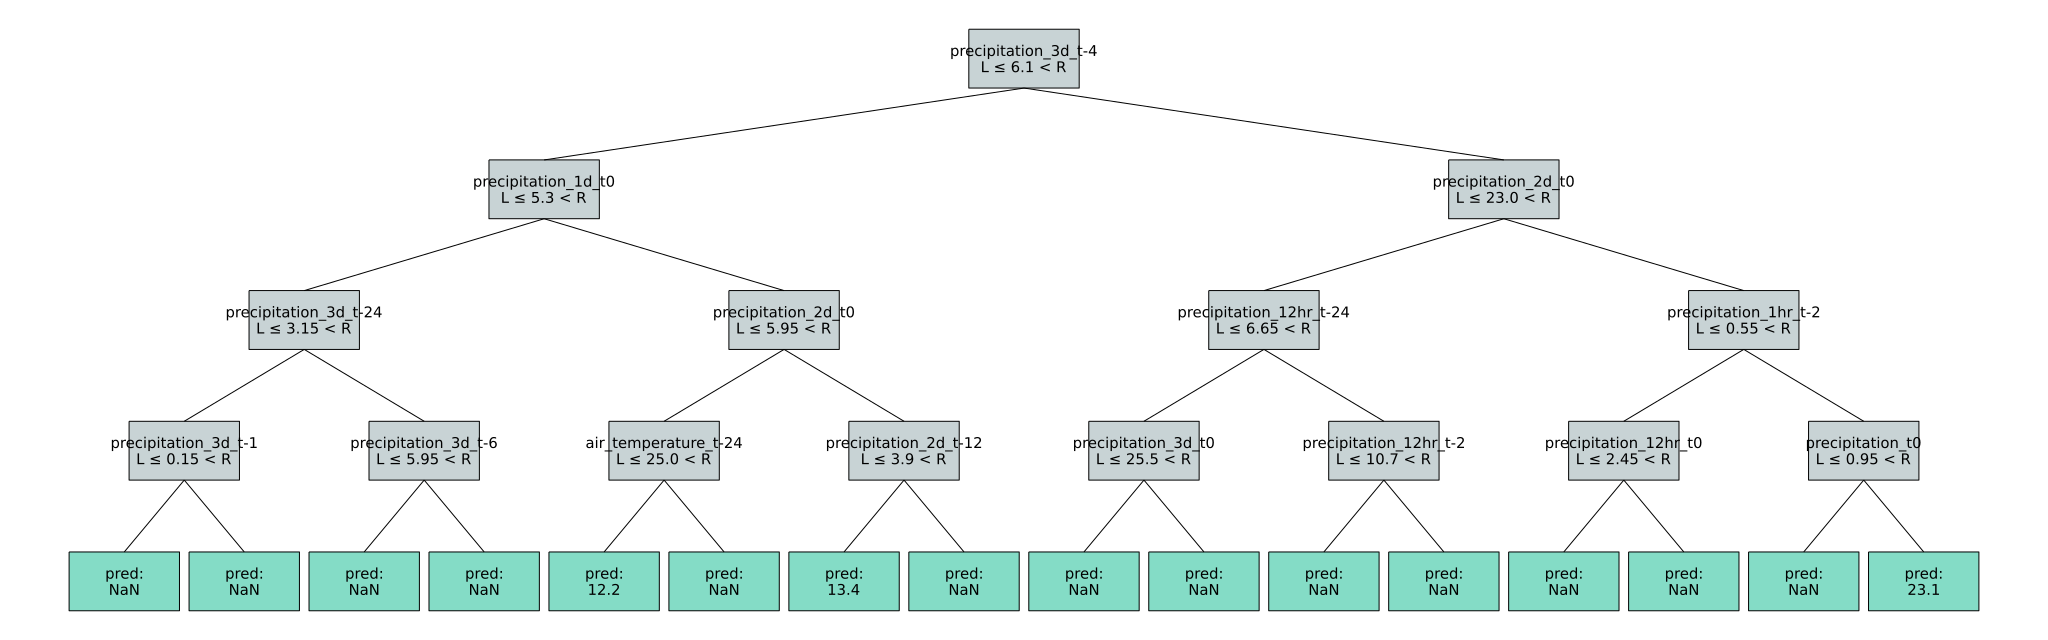 precipitation_3d_t-4
L ≤ 6.1 < R
precipitation_1d_t0
L ≤ 5.3 < R
precipitation_2d_t0
L ≤ 23.0 < R
precipitation_3d_t-24
L ≤ 3.15 < R
precipitation_2d_t0
L ≤ 5.95 < R
precipitation_12hr_t-24
L ≤ 6.65 < R
precipitation_1hr_t-2
L ≤ 0.55 < R
precipitation_3d_t-1
L ≤ 0.15 < R
precipitation_3d_t-6
L ≤ 5.95 < R
air_temperature_t-24
L ≤ 25.0 < R
precipitation_2d_t-12
L ≤ 3.9 < R
precipitation_3d_t0
L ≤ 25.5 < R
precipitation_12hr_t-2
L ≤ 10.7 < R
precipitation_12hr_t0
L ≤ 2.45 < R
precipitation_t0
L ≤ 0.95 < R
pred:
NaN
pred:
NaN
pred:
NaN
pred:
NaN
pred:
12.2
pred:
NaN
pred:
13.4
pred:
NaN
pred:
NaN
pred:
NaN
pred:
NaN
pred:
NaN
pred:
NaN
pred:
NaN
pred:
NaN
pred:
23.1